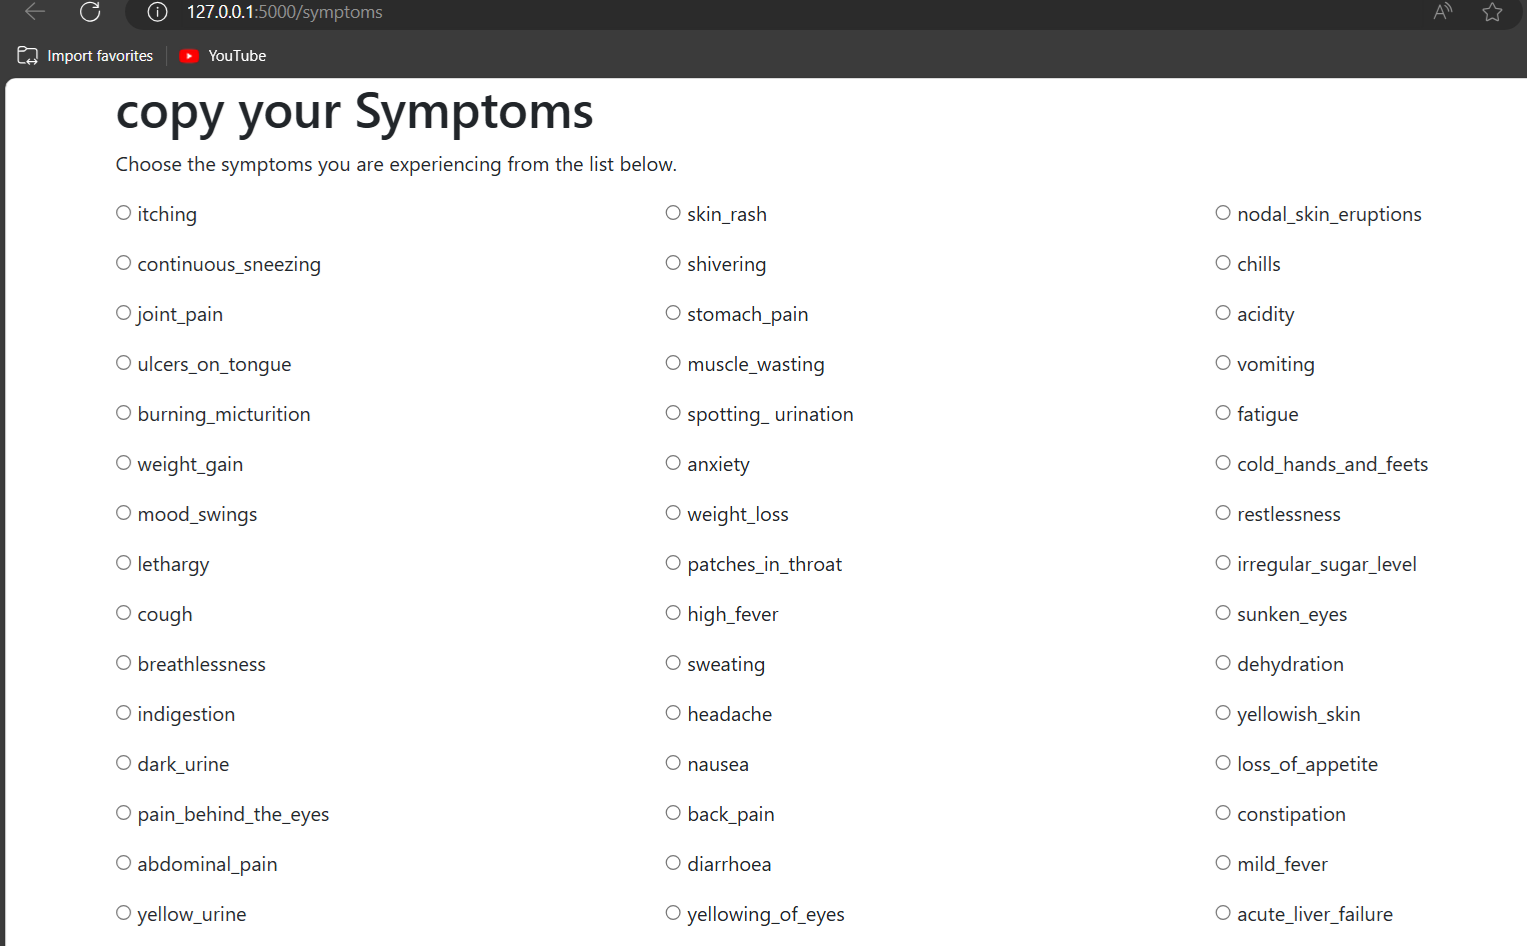 127.0.0.1:5000/symptoms
Import favorites YouTube
copy your Symptoms
Choose the symptoms you are experiencing from the list below.
itching skin_rash nodal_skin_eruptions
continuous_sneezing shivering chills
joint_pain stomach_pain acidity
ulcers_on_tongue muscle_wasting vomiting
burning_micturition spotting_ urination fatigue
weight_gain anxiety cold_hands_and_feets
mood_swings weight_loss restlessness
lethargy patches_in_throat irregular_sugar_level
cough high_fever sunken_eyes
breathlessness sweating dehydration
indigestion headache yellowish_skin
dark_urine nausea loss_of_appetite
pain_behind_the_eyes back_pain constipation
abdominal_pain diarrhoea mild_fever
yellow_urine yellowing_of_eyes acute_liver_failure